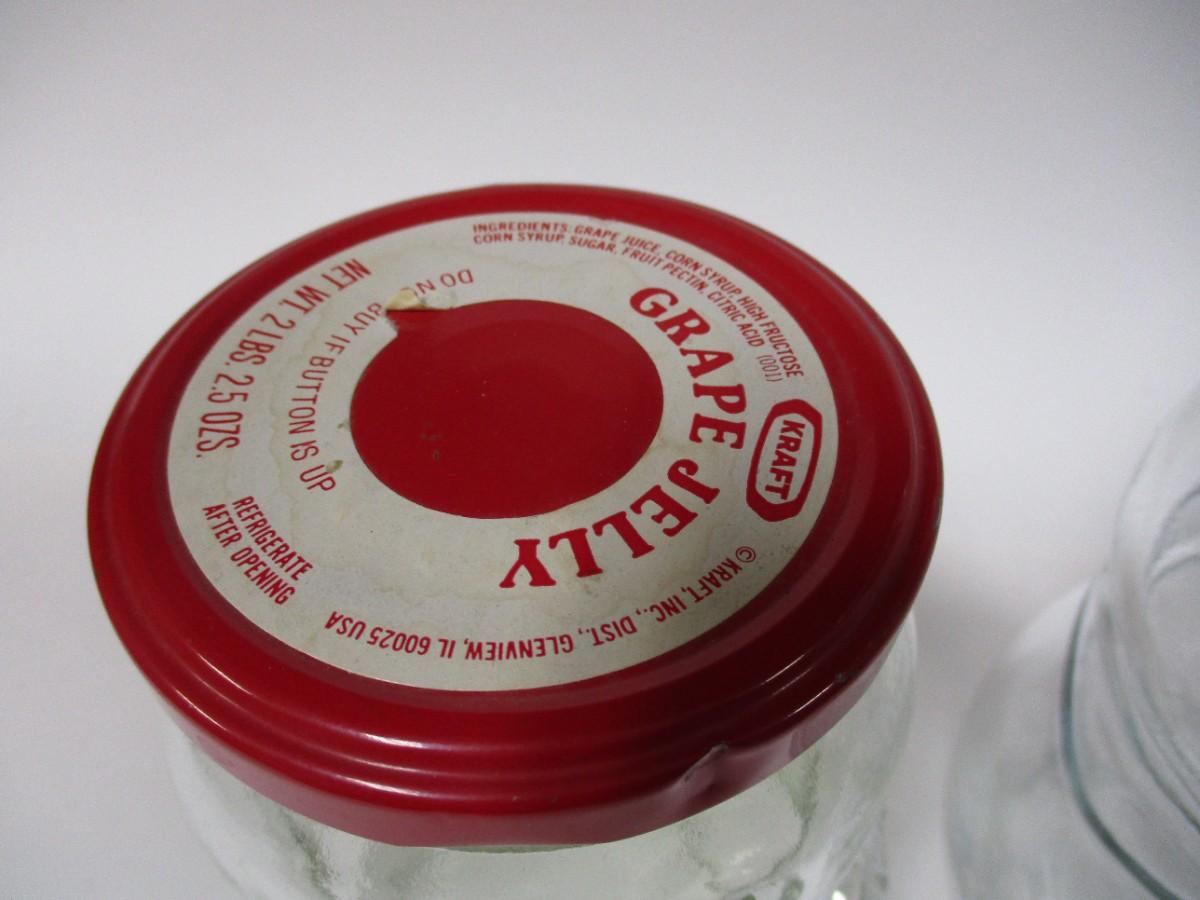 INGREDIENTS: GRAPE JUICE, CORN SYRUP, HIGH FRUCTOSE
CORN SYRUP, SUGAR, FRUIT PECTIN, CITRIC ACID (001)
KRAFT
GRAPE JELLY
© KRAFT, INC., DIST., GLENVIEW, IL 60025 USA
REFRIGERATE
AFTER OPENING
NET WT. 2 LBS. 2.5 OZS.
DO NO BUY IF BUTTON IS UP